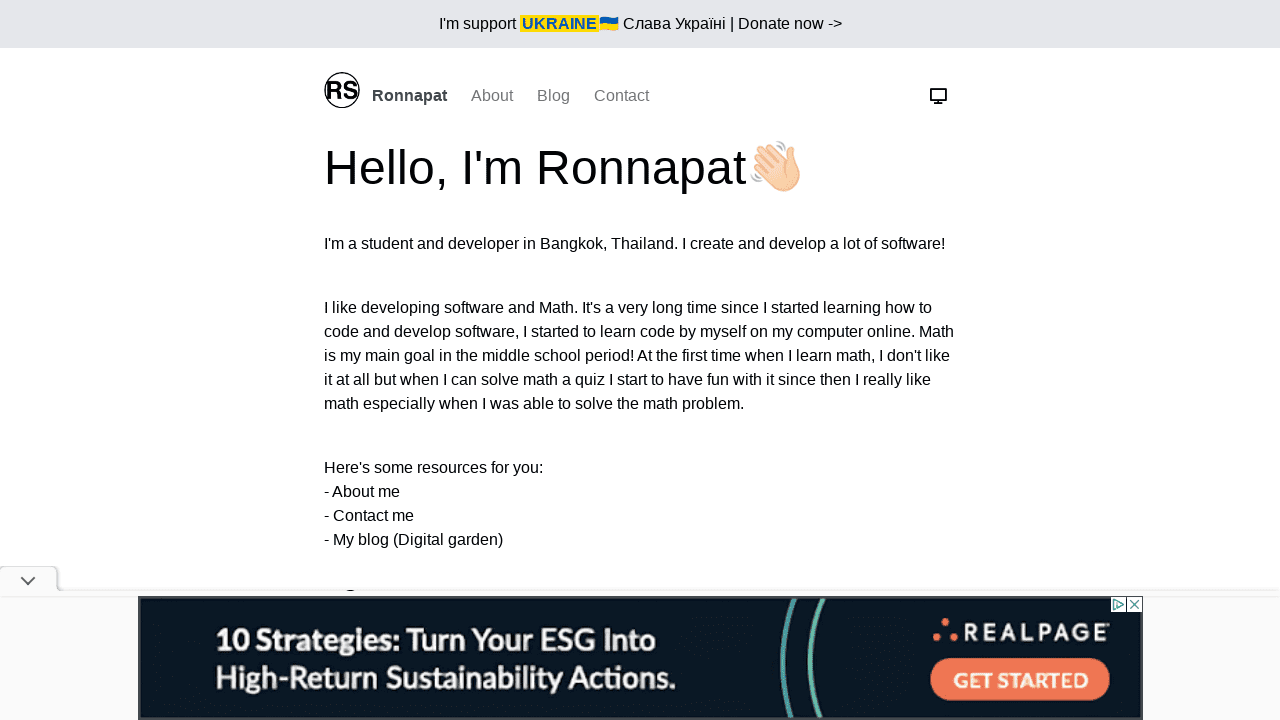 I'm support UKRAINE🇺🇦 Слава Україні | Donate now ->
RS Ronnapat About Blog Contact
Hello, I'm Ronnapat👋🏻
I'm a student and developer in Bangkok, Thailand. I create and develop a lot of software!
I like developing software and Math. It's a very long time since I started learning how to
code and develop software, I started to learn code by myself on my computer online. Math
is my main goal in the middle school period! At the first time when I learn math, I don't like
it at all but when I can solve math a quiz I start to have fun with it since then I really like
math especially when I was able to solve the math problem.
Here's some resources for you:
- About me
- Contact me
- My blog (Digital garden)
10 Strategies: Turn Your ESG Into
High-Return Sustainability Actions.
REALPAGE
GET STARTED